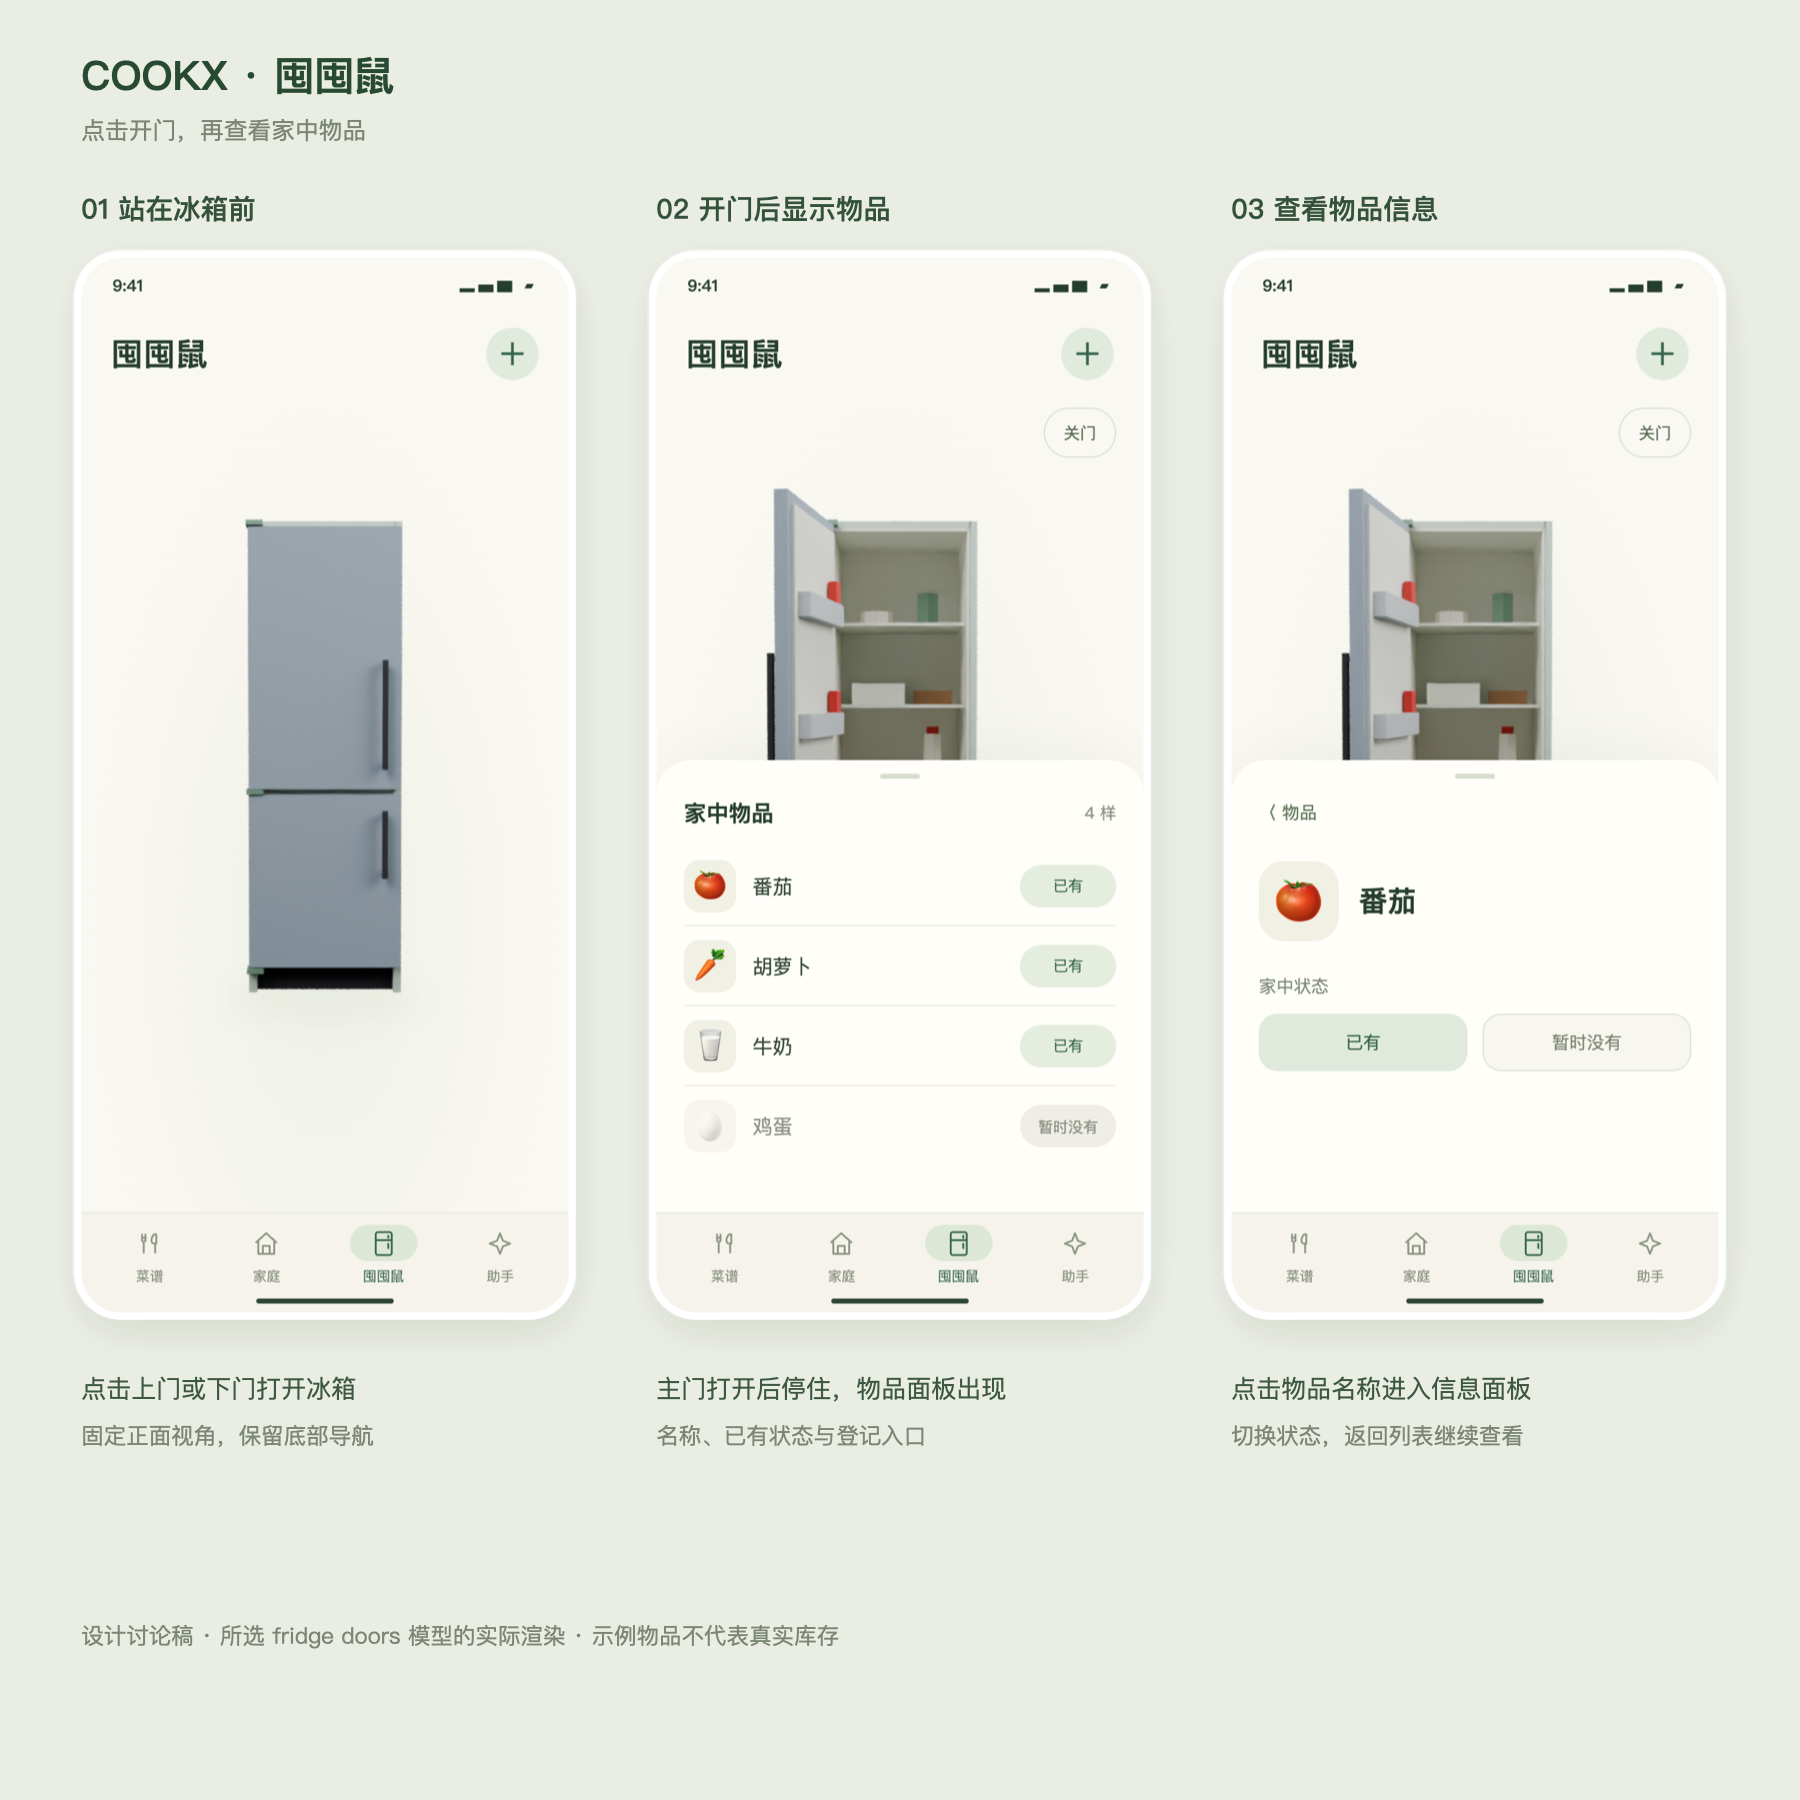 COOKX · 囤囤鼠
点击开门，再查看家中物品
01 站在冰箱前
9:41
囤囤鼠
菜谱
家庭
囤囤鼠
助手
点击上门或下门打开冰箱
固定正面视角，保留底部导航
02 开门后显示物品
9:41
囤囤鼠
关门
家中物品
4 样
番茄
已有
胡萝卜
已有
牛奶
已有
鸡蛋
暂时没有
菜谱
家庭
囤囤鼠
助手
主门打开后停住，物品面板出现
名称、已有状态与登记入口
03 查看物品信息
9:41
囤囤鼠
关门
〈 物品
番茄
家中状态
已有
暂时没有
菜谱
家庭
囤囤鼠
助手
点击物品名称进入信息面板
切换状态，返回列表继续查看
设计讨论稿 · 所选 fridge doors 模型的实际渲染 · 示例物品不代表真实库存